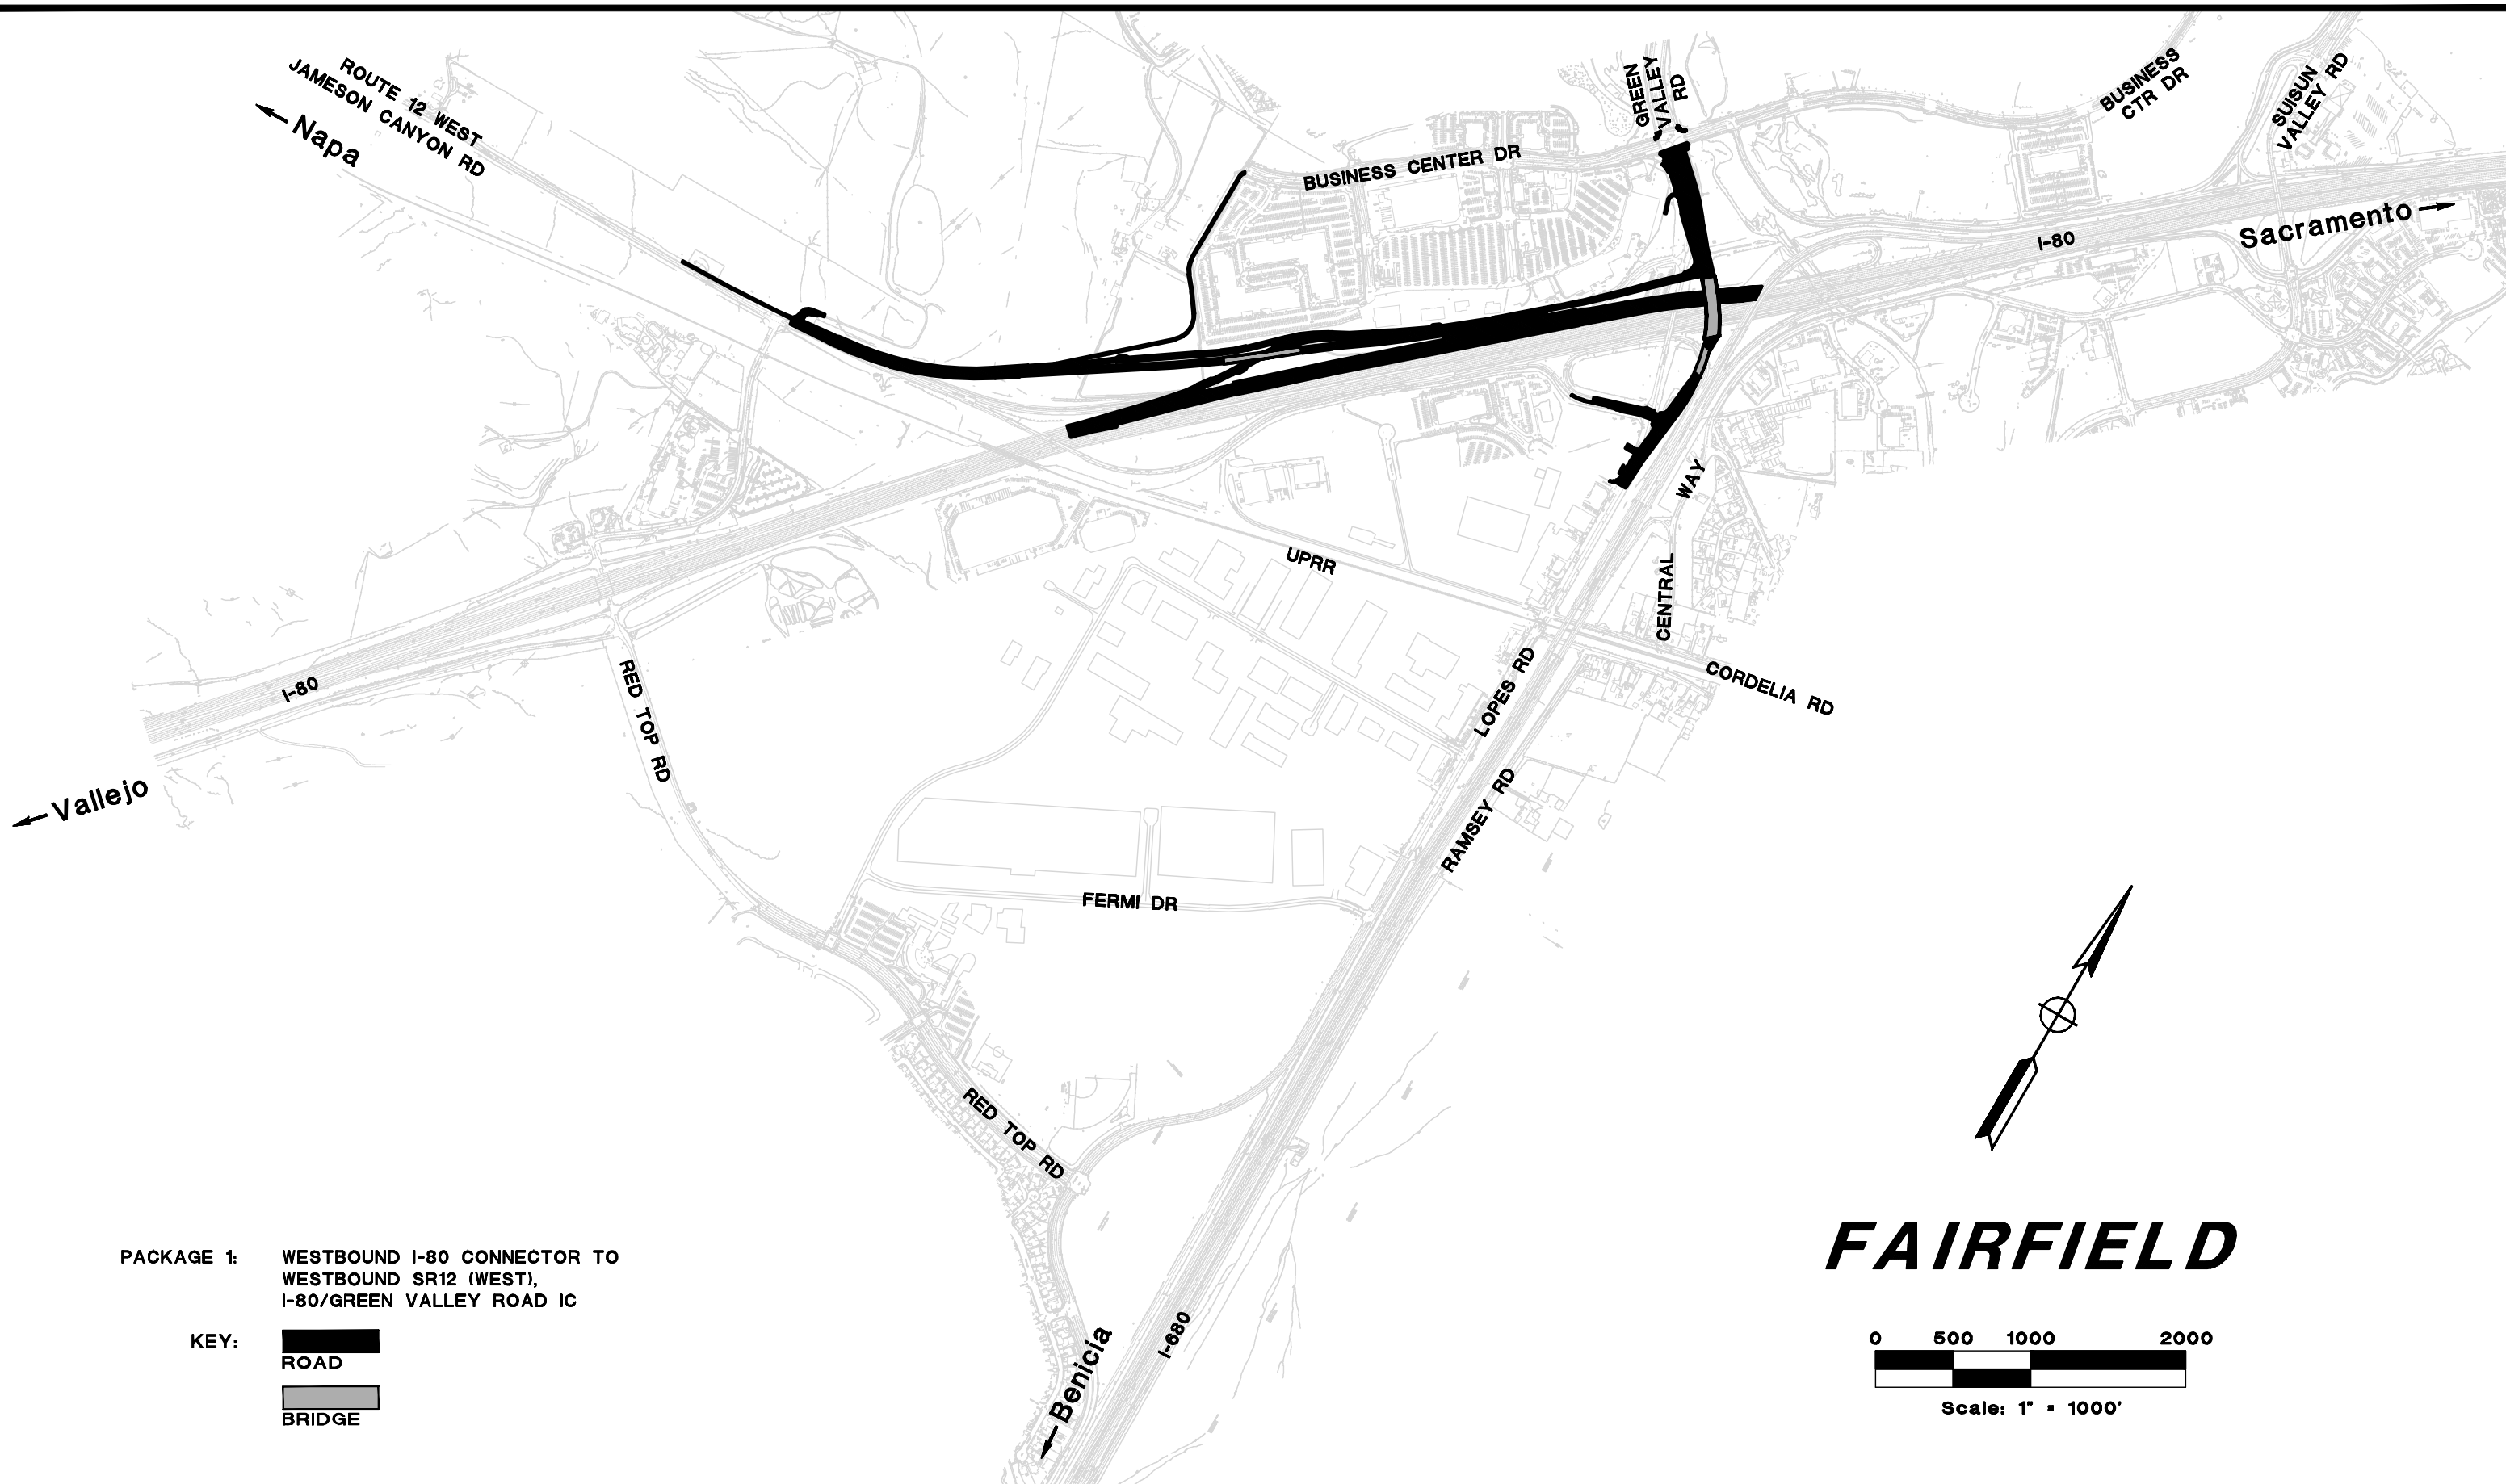 ROUTE 12 WEST
JAMESON CANYON RD
Napa
GREEN
VALLEY
RD
BUSINESS
CTR DR
SUISUN
VALLEY RD
BUSINESS CENTER DR
Sacramento
I-80
WAY
CENTRAL
UPRR
CORDELIA RD
I-80
RED TOP RD
LOPES RD
RAMSEY RD
Vallejo
FERMI DR
RED TOP RD
I-680
Benicia
PACKAGE 1:
WESTBOUND I-80 CONNECTOR TO
WESTBOUND SR12 (WEST),
I-80/GREEN VALLEY ROAD IC
KEY:
ROAD
BRIDGE
FAIRFIELD
0 500 1000 2000
Scale: 1" = 1000'